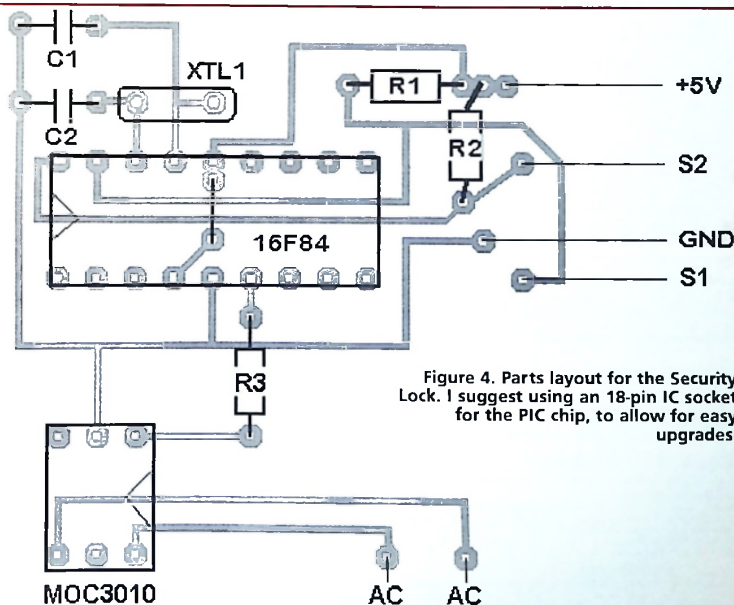 C1
XTL1
C2
R1
+5V
R2
S2
16F84
GND
S1
R3
Figure 4. Parts layout for the Security
Lock. I suggest using an 18-pin IC socket
for the PIC chip, to allow for easy
upgrades
MOC3010
AC
AC